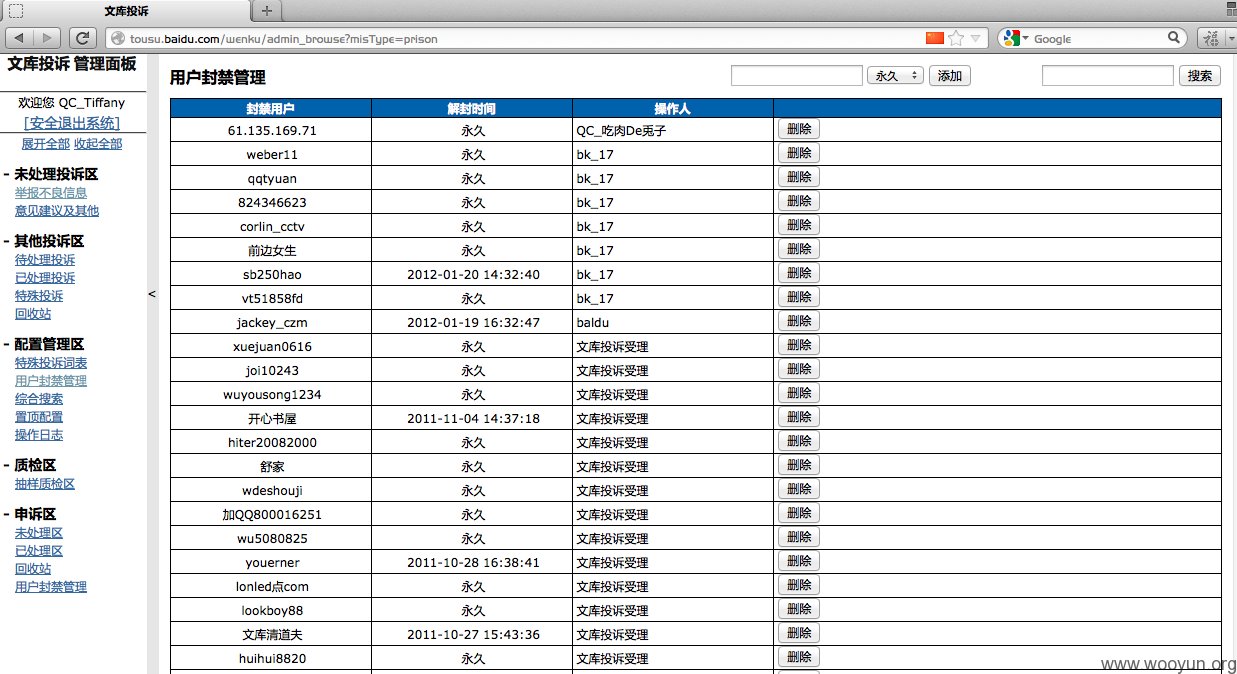 文库投诉
tousu.baidu.com/wenku/admin_browse?misType=prison
Google
文库投诉 管理面板
欢迎您 QC_Tiffany
[安全退出系统]
展开全部 收起全部
- 未处理投诉区
举报不良信息
意见建议及其他
- 其他投诉区
待处理投诉
已处理投诉
特殊投诉
回收站
- 配置管理区
特殊投诉词表
用户封禁管理
综合搜索
置顶配置
操作日志
- 质检区
抽样质检区
- 申诉区
未处理区
已处理区
回收站
用户封禁管理
<
用户封禁管理 永久 添加 搜索
封禁用户 解封时间 操作人
61.135.169.71 永久 QC_吃肉De兎子 删除
weber11 永久 bk_17 删除
qqtyuan 永久 bk_17 删除
824346623 永久 bk_17 删除
corlin_cctv 永久 bk_17 删除
前边女生 永久 bk_17 删除
sb250hao 2012-01-20 14:32:40 bk_17 删除
vt51858fd 永久 bk_17 删除
jackey_czm 2012-01-19 16:32:47 baldu 删除
xuejuan0616 永久 文库投诉受理 删除
joi10243 永久 文库投诉受理 删除
wuyousong1234 永久 文库投诉受理 删除
开心书屋 2011-11-04 14:37:18 文库投诉受理 删除
hiter20082000 永久 文库投诉受理 删除
舒家 永久 文库投诉受理 删除
wdeshouji 永久 文库投诉受理 删除
加QQ800016251 永久 文库投诉受理 删除
wu5080825 永久 文库投诉受理 删除
youerner 2011-10-28 16:38:41 文库投诉受理 删除
lonled点com 永久 文库投诉受理 删除
lookboy88 永久 文库投诉受理 删除
文库清道夫 2011-10-27 15:43:36 文库投诉受理 删除
huihui8820 永久 文库投诉受理 删除
www.wooyun.org